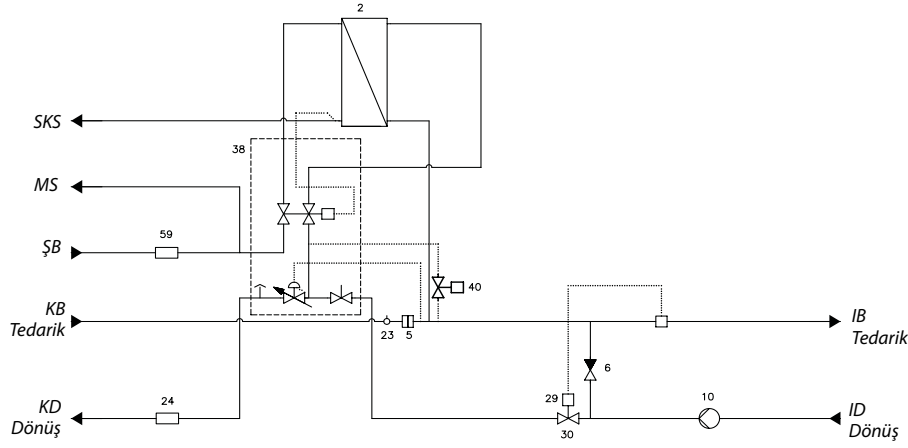 2
SKS
38
MS
59
ŞB
40
KB
Tedarik
23
5
IB
Tedarik
6
29
24
10
KD
Dönüş
30
ID
Dönüş